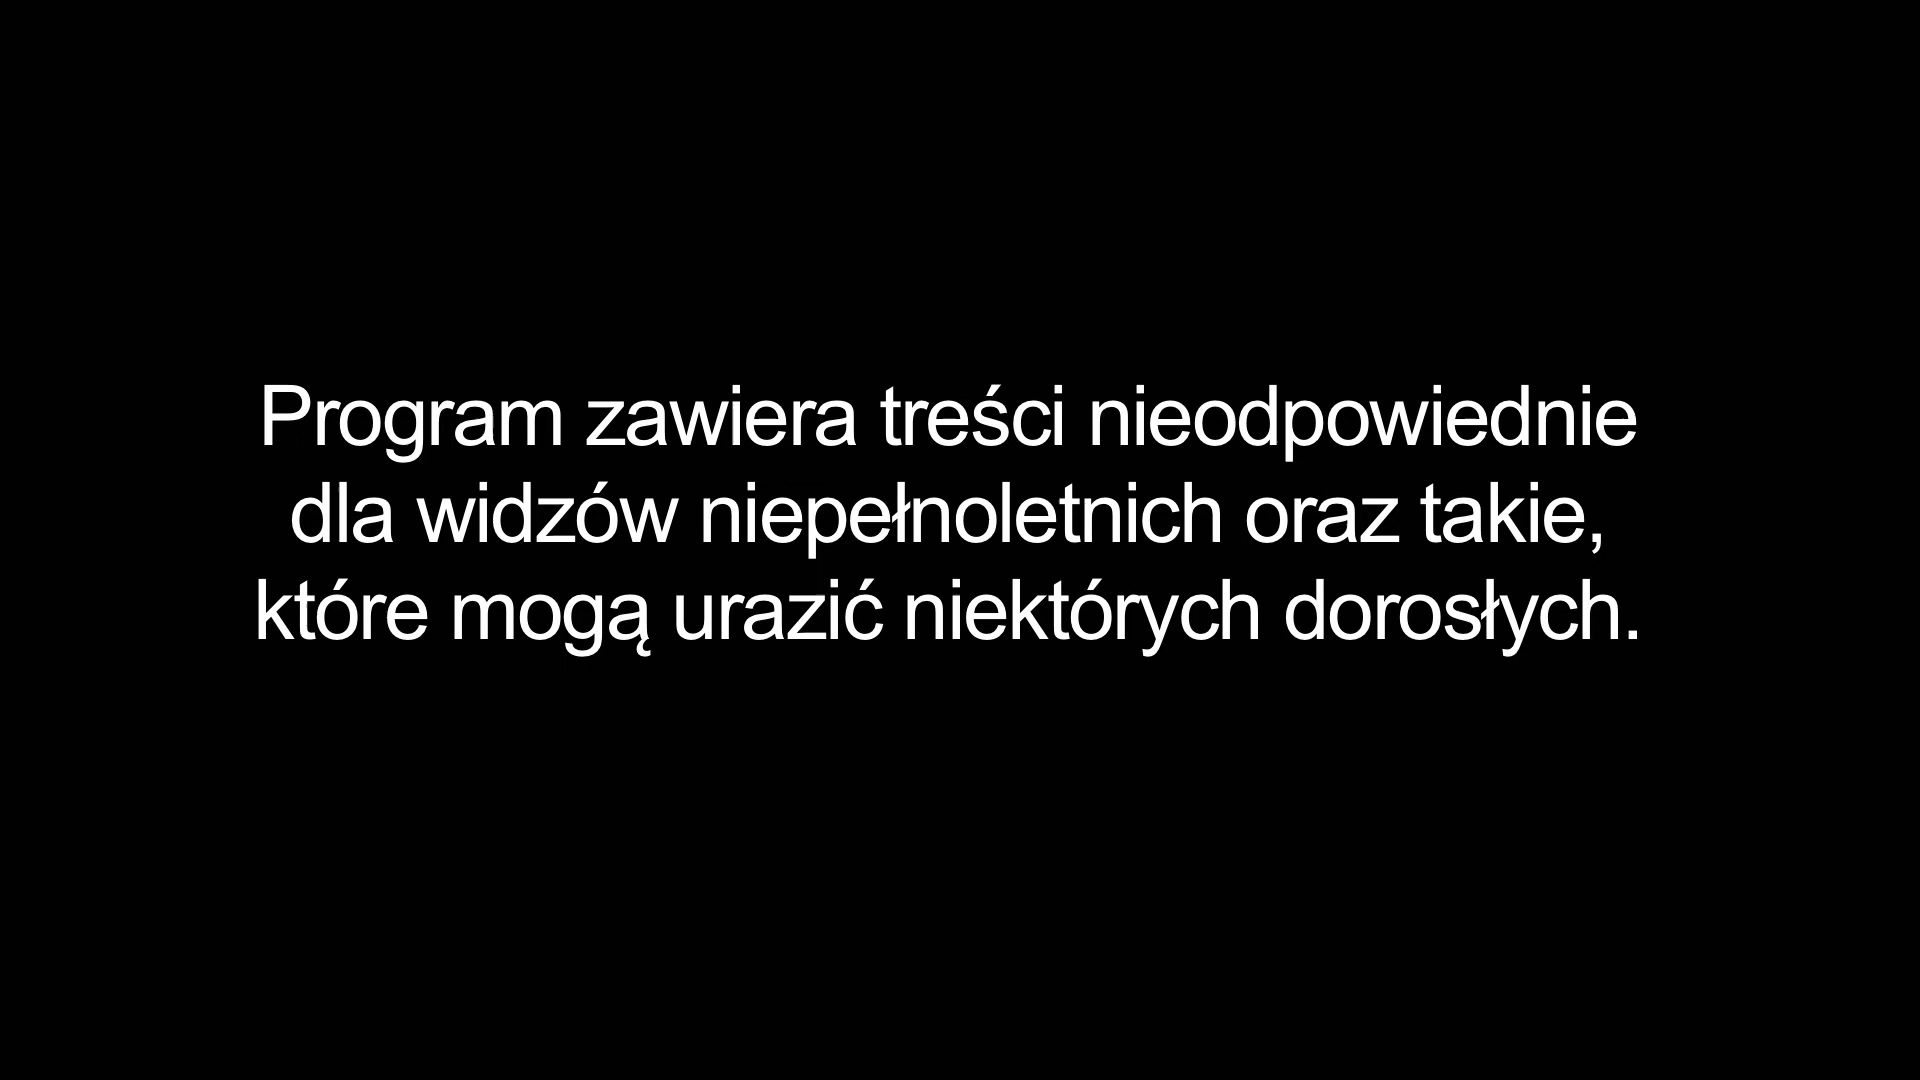 Program zawiera treści nieodpowiednie
dla widzów niepełnoletnich oraz takie,
które mogą urazić niektórych dorosłych.